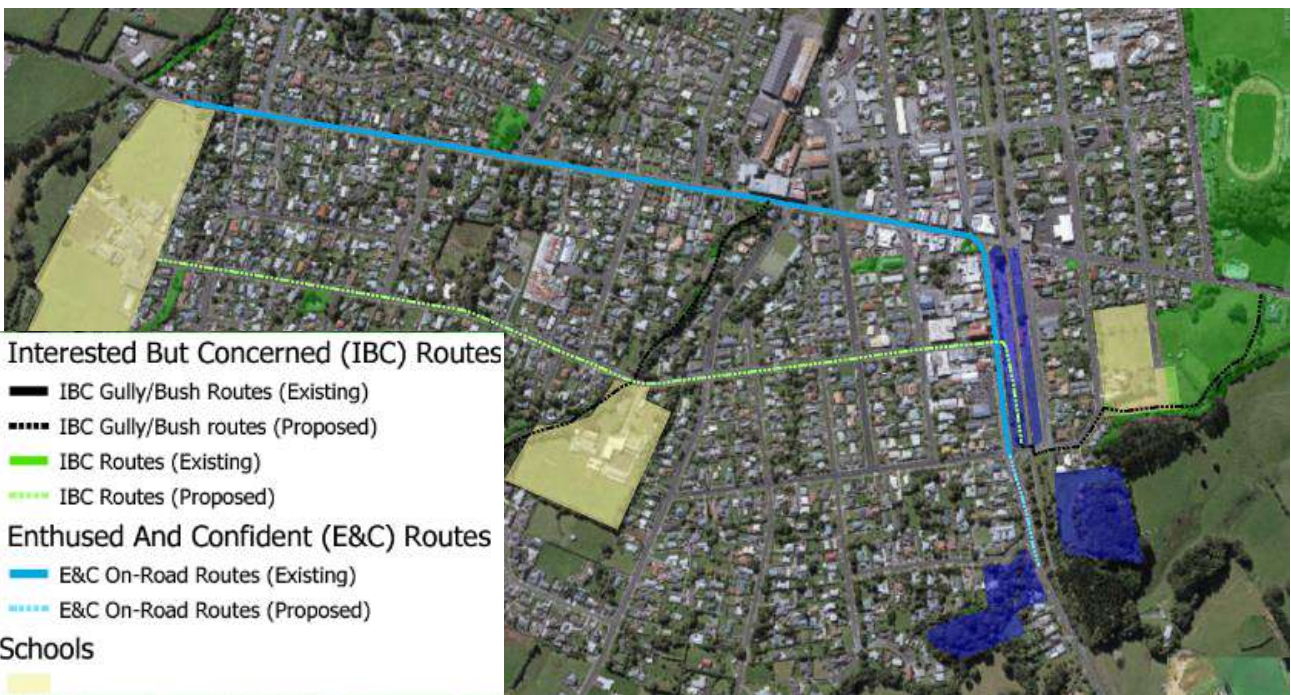 Interested But Concerned (IBC) Routes
IBC Gully/Bush Routes (Existing)
IBC Gully/Bush routes (Proposed)
IBC Routes (Existing)
IBC Routes (Proposed)
Enthused And Confident (E&C) Routes
E&C On-Road Routes (Existing)
E&C On-Road Routes (Proposed)
Schools